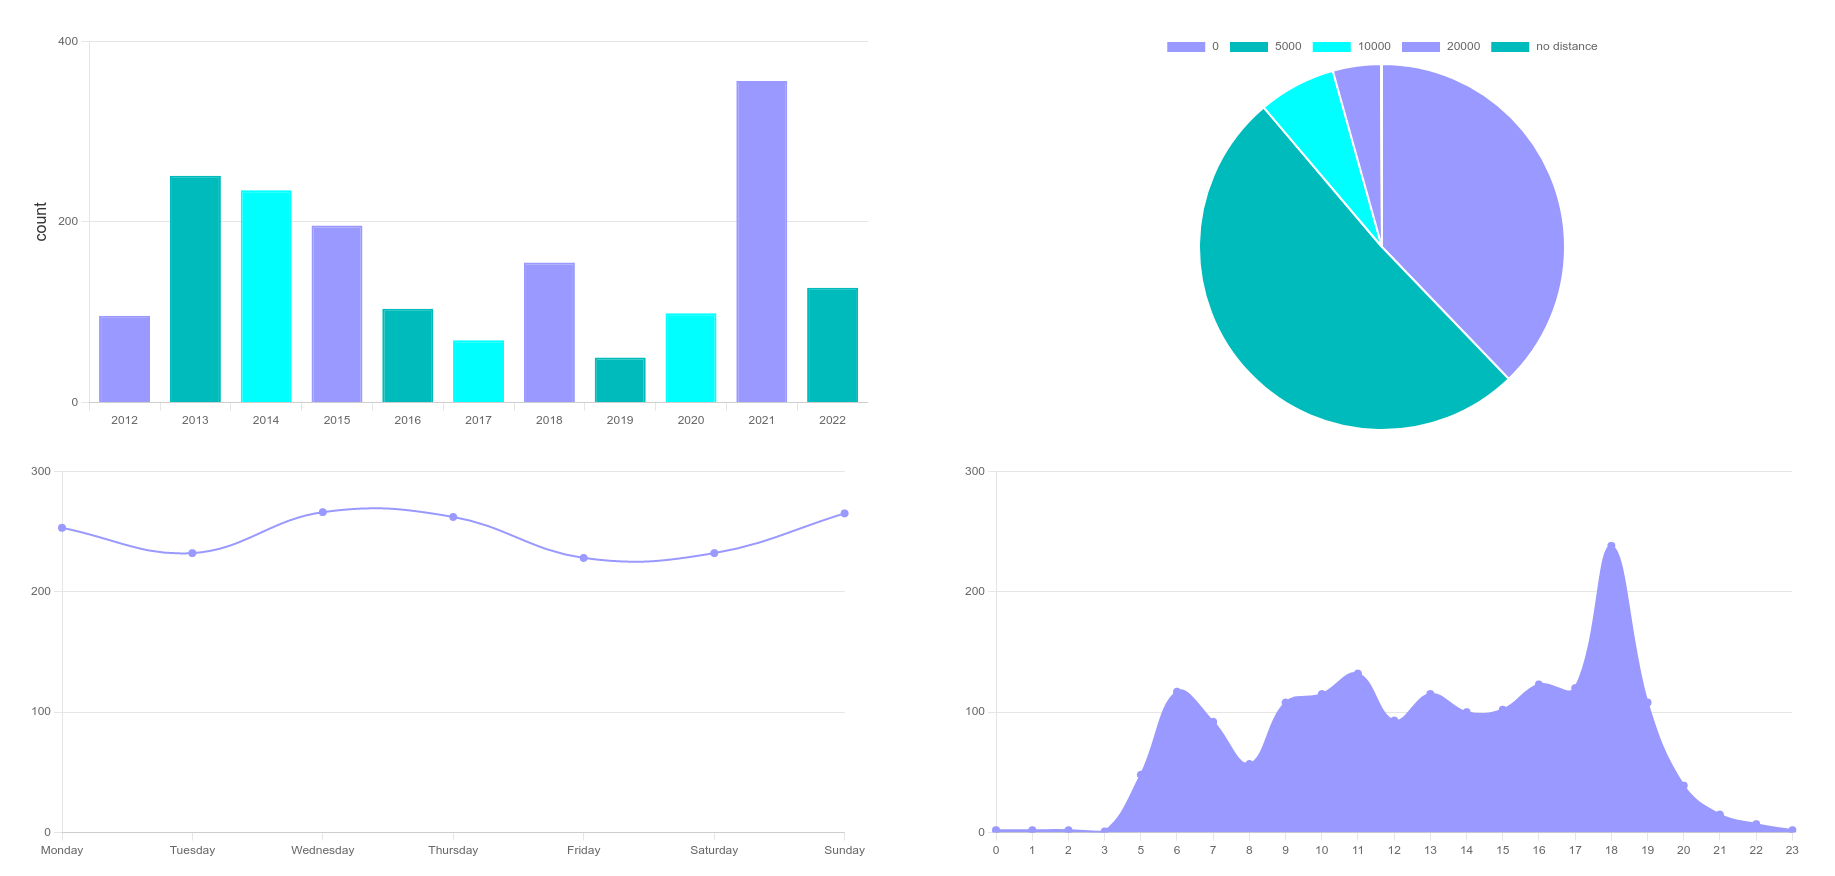 400
200
0
count
2012 2013 2014 2015 2016 2017 2018 2019 2020 2021 2022
0 5000 10000 20000 no distance
300
200
100
0
Monday Tuesday Wednesday Thursday Friday Saturday Sunday
300
200
100
0
0 1 2 3 5 6 7 8 9 10 11 12 13 14 15 16 17 18 19 20 21 22 23